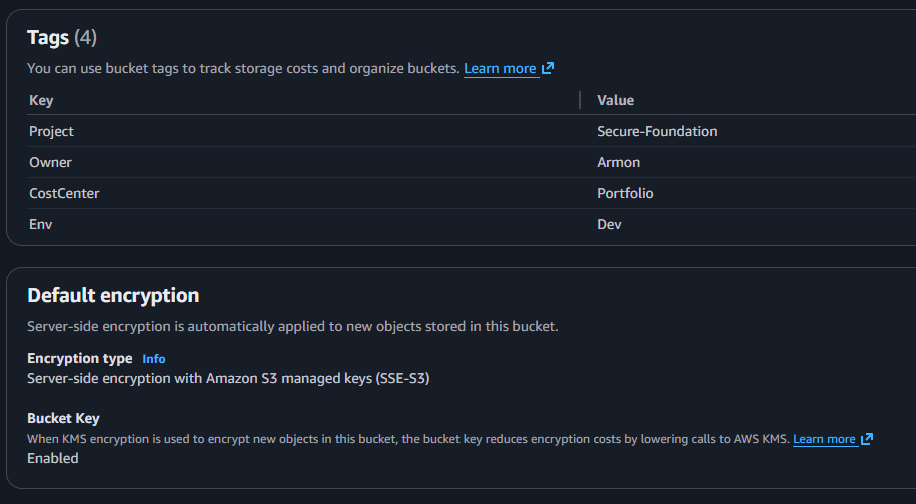 Tags (4)
You can use bucket tags to track storage costs and organize buckets. Learn more
Key Value
Project Secure-Foundation
Owner Armon
CostCenter Portfolio
Env Dev
Default encryption
Server-side encryption is automatically applied to new objects stored in this bucket.
Encryption type Info
Server-side encryption with Amazon S3 managed keys (SSE-S3)
Bucket Key
When KMS encryption is used to encrypt new objects in this bucket, the bucket key reduces encryption costs by lowering calls to AWS KMS. Learn more
Enabled